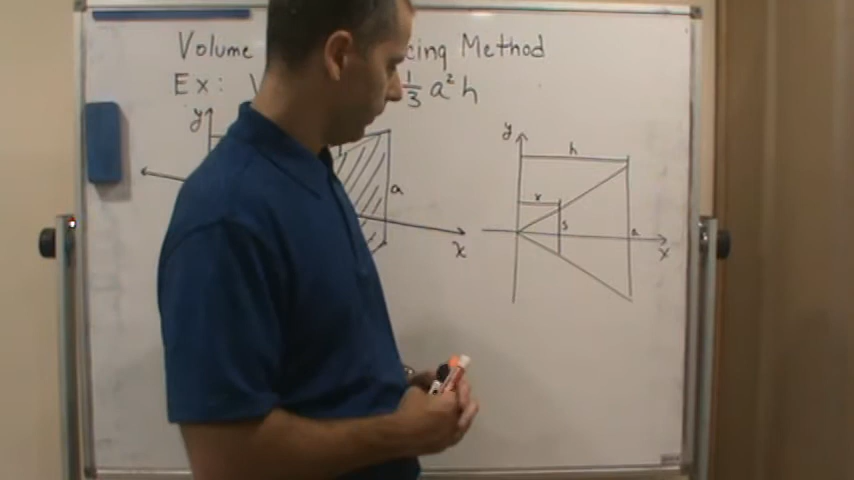 Volume cing Method
Ex: V 1/3 a² h
y
a
x
y
h
x
s
a
x